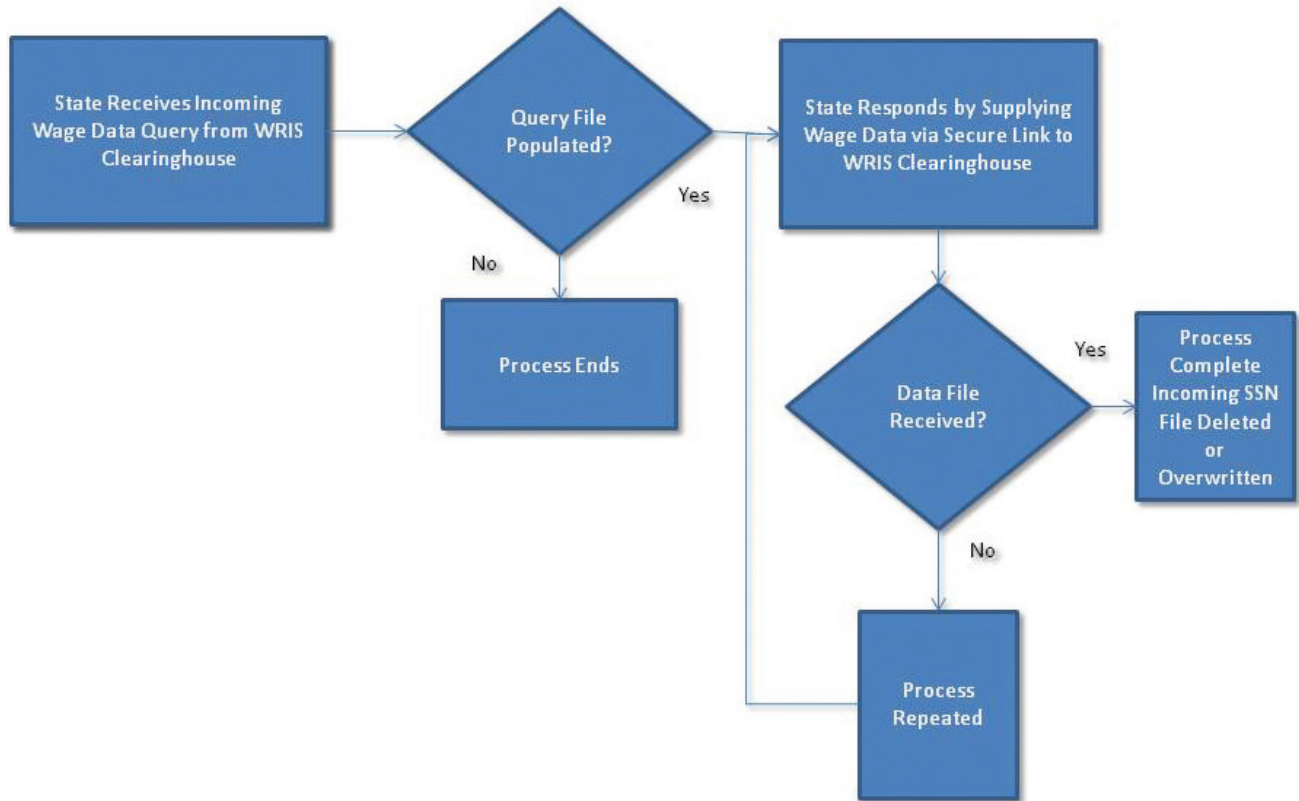 State Receives Incoming
Wage Data Query from WRIS
Clearinghouse
Query File
Populated?
Yes
No
Process Ends
State Responds by Supplying
Wage Data via Secure Link to
WRIS Clearinghouse
Data File
Received?
Yes
Process
Complete
Incoming SSN
File Deleted
or
Overwritten
No
Process
Repeated